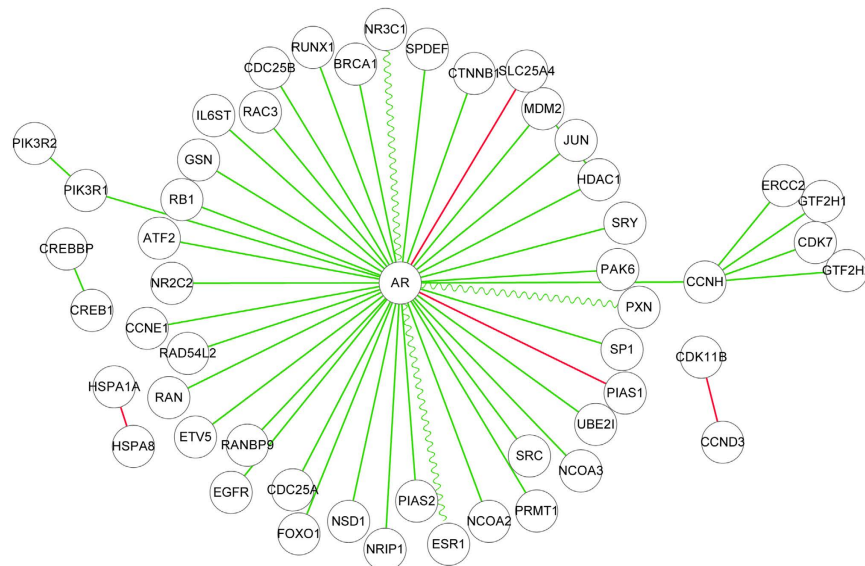 NR3C1
RUNX1
SPDEF
BRCA1
CDC25B
CTNNB1
SLC25A4
IL6ST
RAC3
MDM2
PIK3R2
JUN
GSN
HDAC1
PIK3R1
RB1
ERCC2
GTF2H1
ATF2
SRY
CDK7
CREBBP
NR2C2
AR
PAK6
CCNH
GTF2H
CREB1
PXN
CCNE1
RAD54L2
SP1
CDK11B
HSPA1A
RAN
PIAS1
UBE2I
HSPA8
ETV5
RANBP9
CCND3
SRC
NCOA3
EGFR
CDC25A
PIAS2
FOXO1
NSD1
NCOA2
PRMT1
NRIP1
ESR1